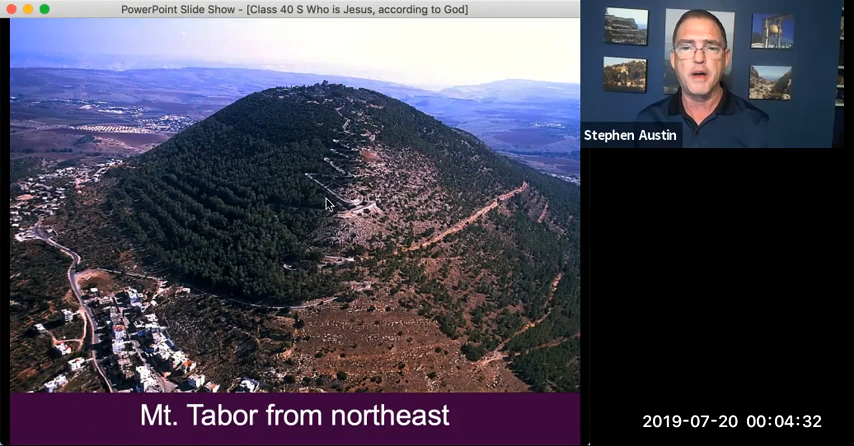 PowerPoint Slide Show - [Class 40 S Who is Jesus, according to God]
Stephen Austin
Mt. Tabor from northeast
2019-07-20 00:04:32